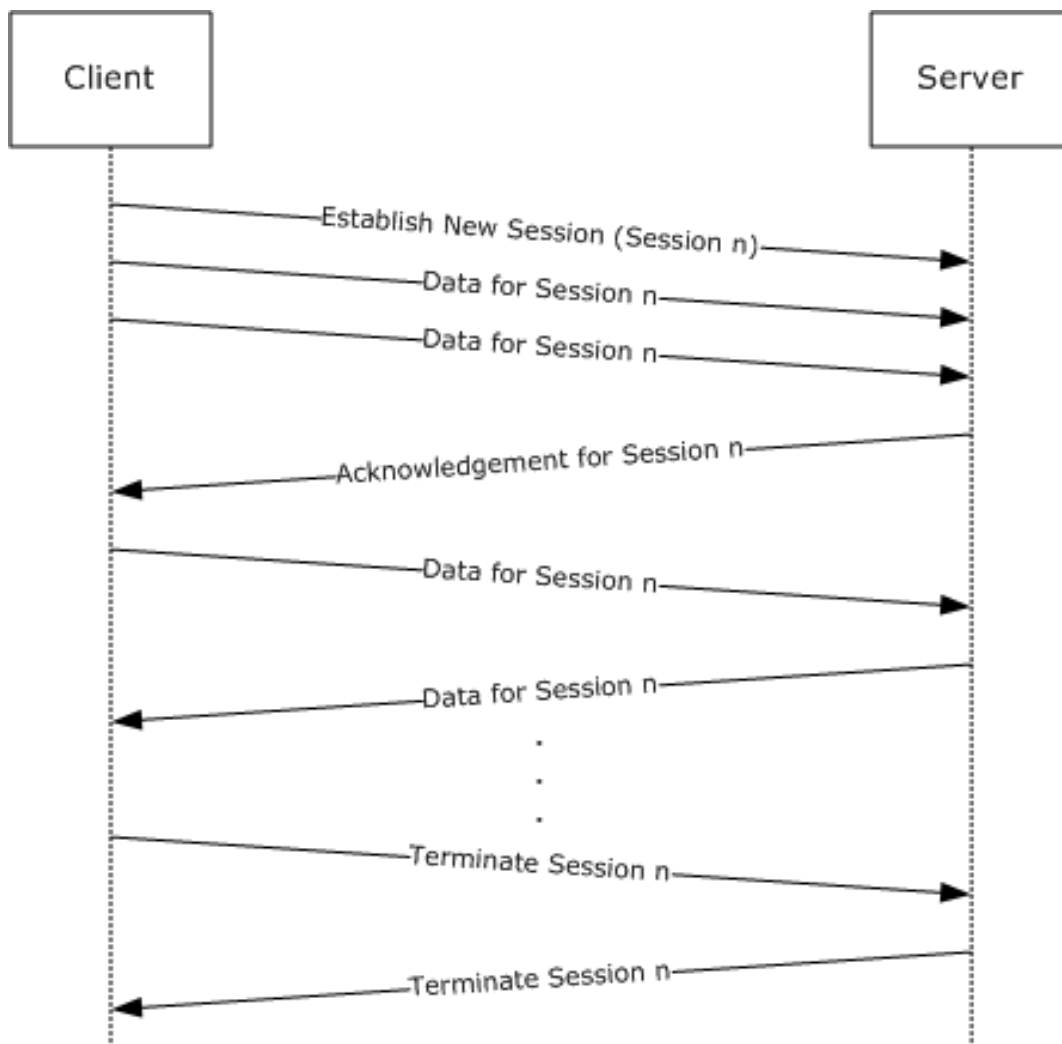 Client
Server
Establish New Session (Session n)
Data for Session n
Data for Session n
Acknowledgement for Session n
Data for Session n
Data for Session n
.
.
.
Terminate Session n
Terminate Session n